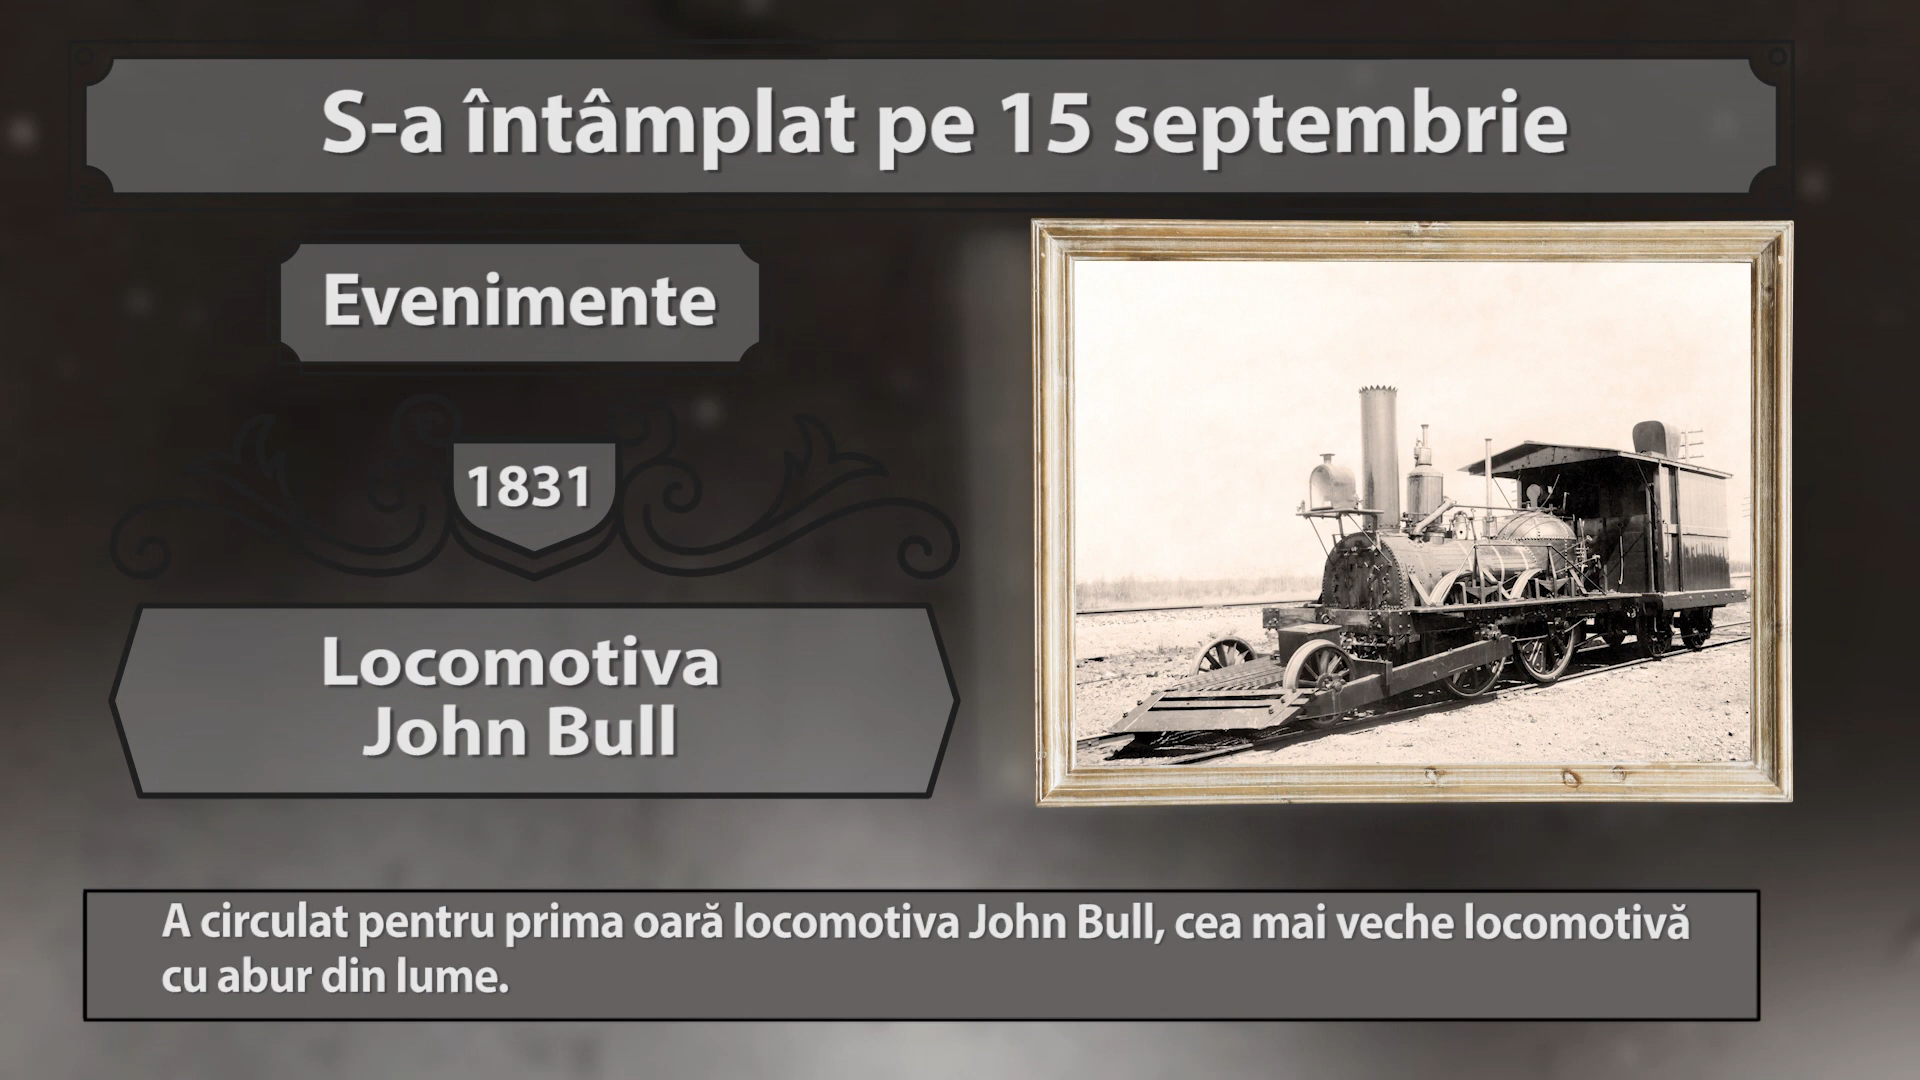 S-a întâmplat pe 15 septembrie
Evenimente
1831
Locomotiva
John Bull
A circulat pentru prima oară locomotiva John Bull, cea mai veche locomotivă
cu abur din lume.